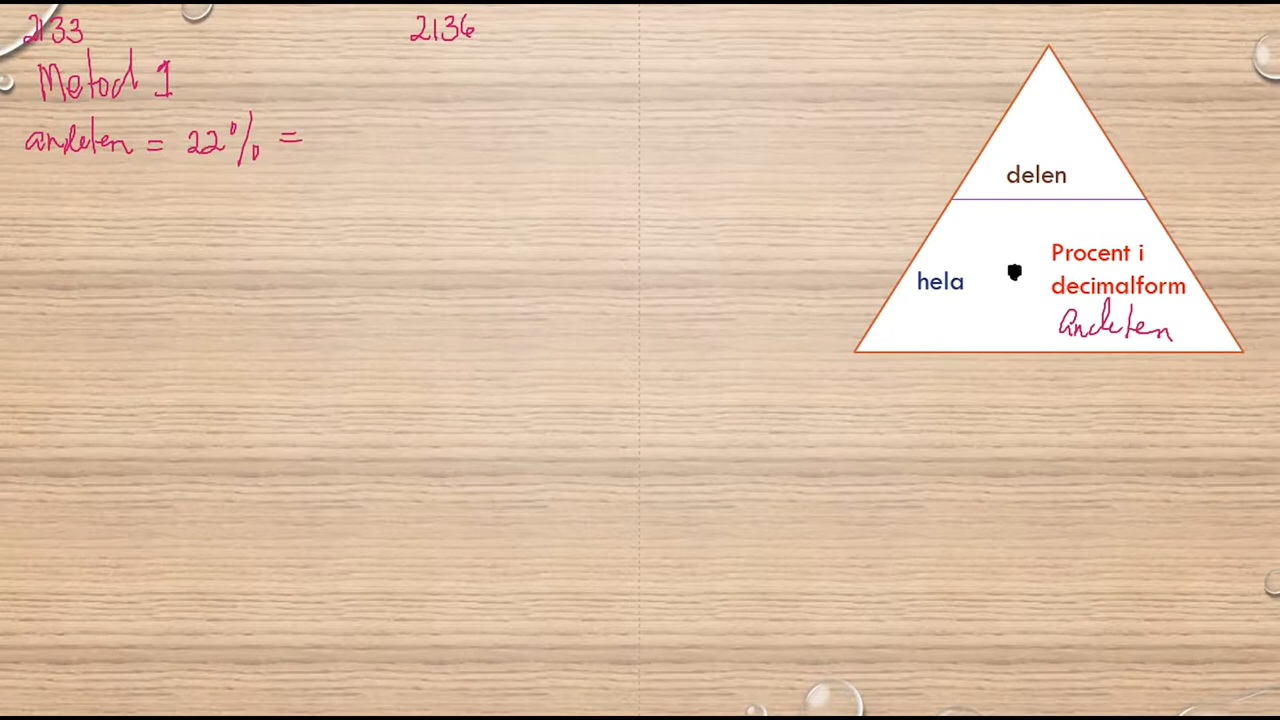 2133
2136
Metod 1
andelen = 22% =
delen
hela
Procent i
decimalform
andelen